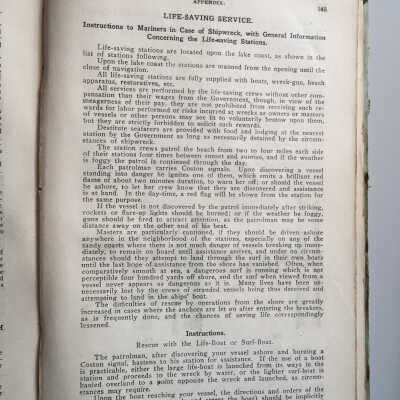 APPENDIX.
LIFE-SAVING SERVICE.
Instructions to Mariners in Case of Shipwreck, with General Information
Concerning the Life-saving Stations.
Life-saving stations are located upon the lake coast, as shown in the
list of stations following.
Upon the lake coast the stations are manned from the opening until the
close of navigation.
All life-saving stations are fully supplied with boats, wreck-gun, beach
apparatus, restoratives, etc.
All services are performed by the life-saving crews without other com-
pensation than their wages from the Government, though, in view of the
meagerness of their pay, they are not prohibited from receiving such re-
wards for labor performed or risks incurred at wrecks as owners or masters
of vessels or other persons may see fit to voluntarily bestow upon them,
but they are strictly forbidden to solicit such rewards.
Destitute seafarers are provided with food and lodging at the nearest
station by the Government as long as necessarily detained by the circum-
stances of shipwreck.
The station crews patrol the beach from two to four miles each side
of their stations four times between sunset and sunrise, and if the weather
is foggy the patrol is continued through the day.
Each patrolman carries Coston signals. Upon discovering a vessel
standing into danger he ignites one of them, which emits a brilliant red
flame of about two minutes duration, to warn her off; or should the vessel
be ashore, to let her crew know that they are discovered and assistance
is at hand. In the day-time, a red flag will be shown from the station for
the same purpose.
If the vessel is not discovered by the patrol immediately after striking,
rockets or flare-up lights should be burned; or if the weather be foggy,
guns should be fired to attract attention, as the patrolman may be some
distance away on the other end of his beat.
Masters are particularly cautioned, if they should be driven ashore
anywhere in the neighborhood of the stations, especially on any of the
sandy coasts where there is not much danger of vessels breaking up imme-
diately, to remain on board until assistance arrives, and under no circum-
stances should they attempt to land through the surf in their own boats
until the last hope of assistance from the shore has vanished. Often, when
comparatively smooth at sea, a dangerous surf is running which is not
perceptible four hundred yards off shore, and the surf when viewed from a
vessel never appears as dangerous as it is. Many lives have been un-
necessarily lost by the crews of stranded vessels being thus deceived and
attempting to land in the ships' boat.
The difficulties of rescue by operations from the shore are greatly
increased in cases where the anchors are let go after entering the breakers,
as is frequently done, and the chances of saving life correspondingly
lessened.
Instructions.
Rescue with the Life-Boat or Surf-Boat.
The patrolman, after discovering your vessel ashore and burning a
Coston signal, hastens to his station for assistance. If the use of a boat
is practicable, either the large life-boat is launched from its ways in the
station and proceeds to the wreck by water, or the lighter surf-boat is
hauled overland to a point opposite the wreck and launched, as circum-
stances may require.
Upon the boat reaching your vessel, the directions and orders of the